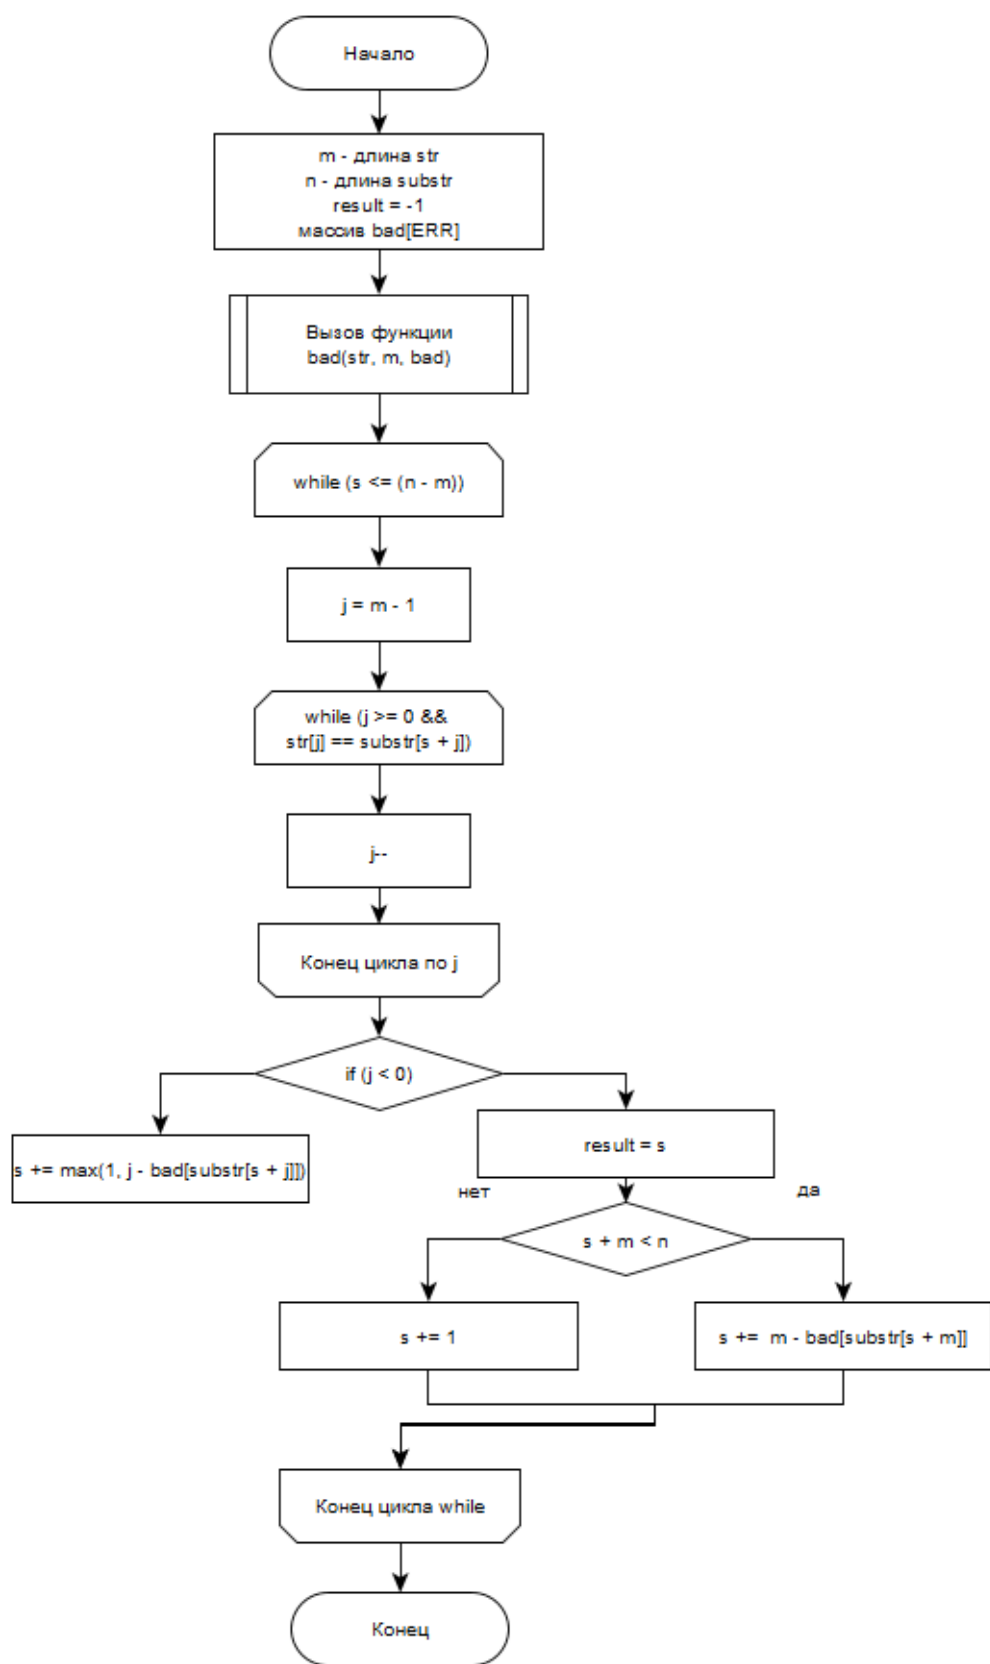 Начало
m - длина str
n - длина substr
result = -1
массив bad[ERR]
Вызов функции
bad(str, m, bad)
while (s <= (n - m))
j = m - 1
while (j >= 0 &&
str[j] == substr[s + j])
j--
Конец цикла по j
if (j < 0)
s += max(1, j - bad[substr[s + j]])
result = s
нет
да
s + m < n
s += 1
s += m - bad[substr[s + m]]
Конец цикла while
Конец